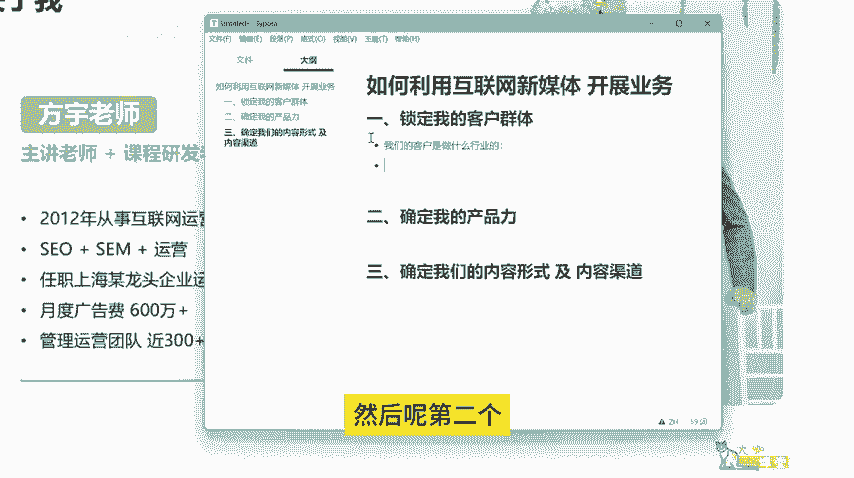 方宇老师
主讲老师 + 课程研发
2012年从事互联网运营
SEO + SEM + 运营
任职上海某龙头企业运
月度广告费 600万+
管理运营团队 近300+
文件(F) 编辑(E) 段落(P) 格式(O) 视图(V) 主题(T) 帮助(H)
文件 大纲
如何利用互联网新媒体 开展业务
一、锁定我的客户群体
二、确定我的产品力
三、确定我们的内容形式 及
内容渠道
如何利用互联网新媒体 开展业务
一、锁定我的客户群体
我们的客户是做什么行业的:
二、确定我的产品力
三、确定我们的内容形式 及 内容渠道
然后呢第二个